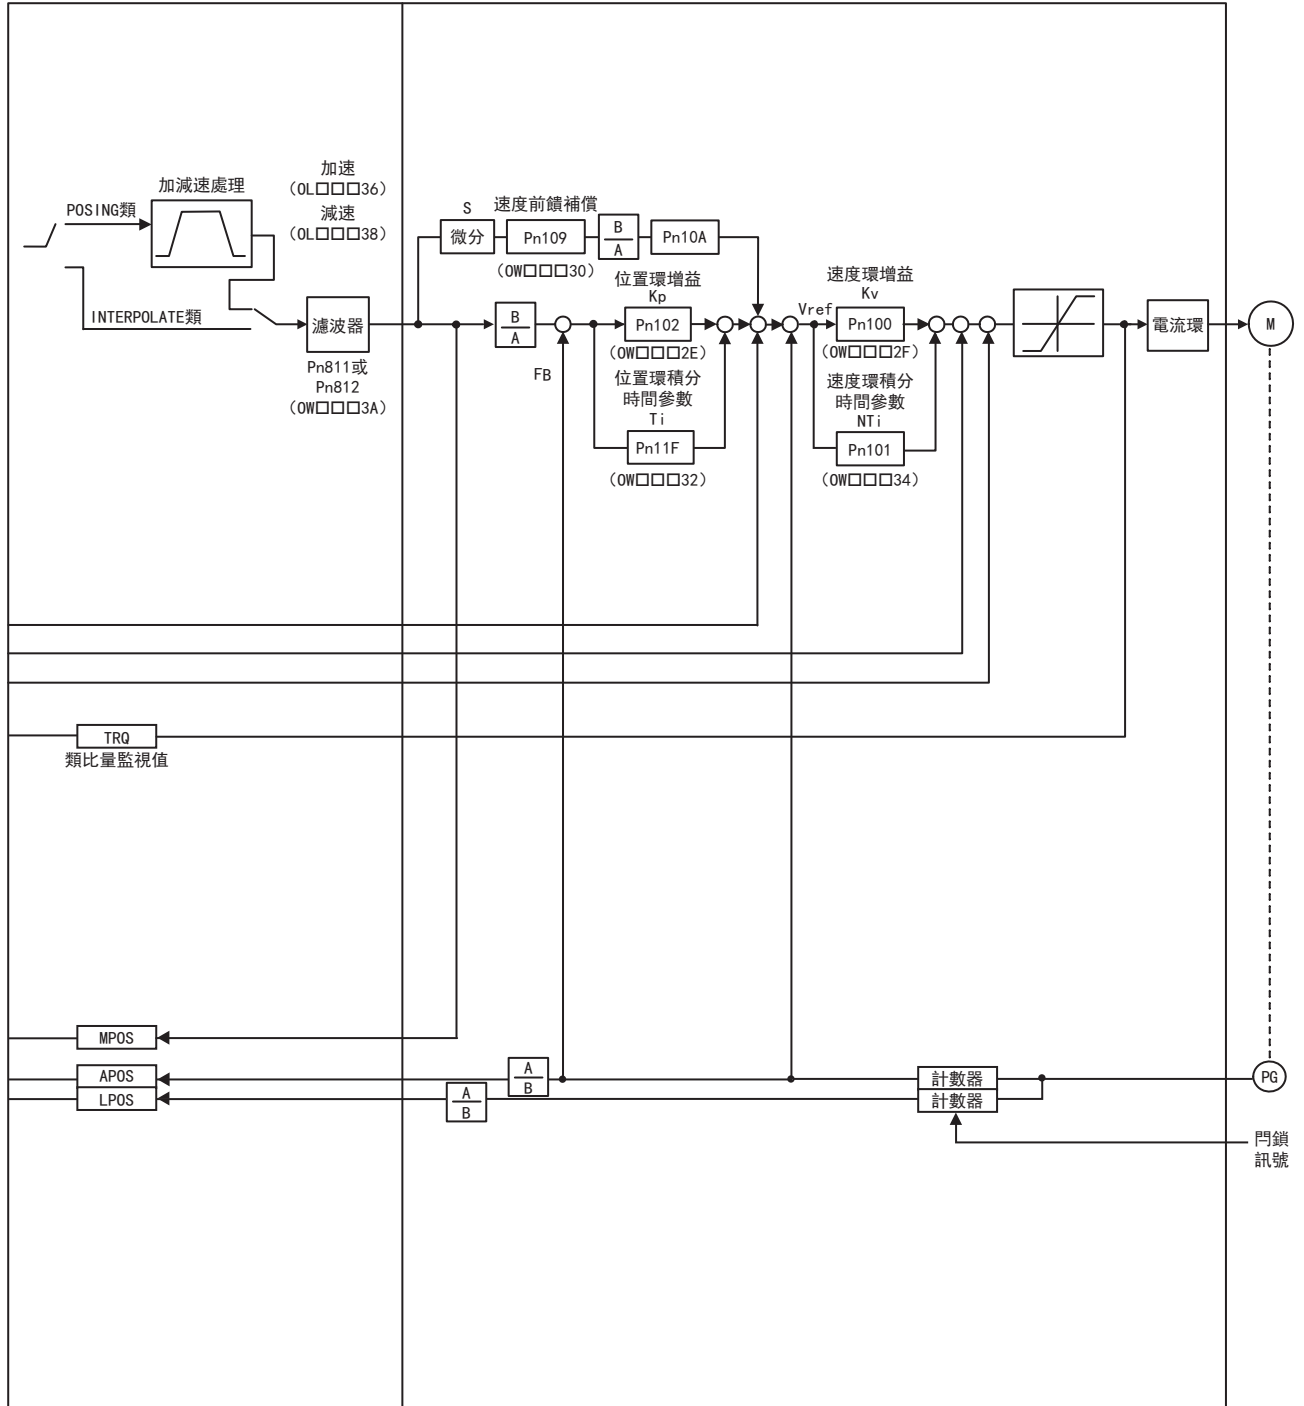 加速
(OL□□□36)
減速
(OL□□□38)
加減速處理
POSING類
INTERPOLATE類
濾波器
Pn811或
Pn812
(OW□□□3A)
S
微分
速度前饋補償
Pn109
(OW□□□30)
B
A
Pn10A
B
A
FB
位置環增益
Kp
Pn102
(OW□□□2E)
位置環積分
時間參數
Ti
Pn11F
(OW□□□32)
Vref
速度環增益
Kv
Pn100
(OW□□□2F)
速度環積分
時間參數
NTi
Pn101
(OW□□□34)
電流環
M
TRQ
類比量監視值
MPOS
APOS
LPOS
A
B
A
B
計數器
計數器
PG
閂鎖
訊號